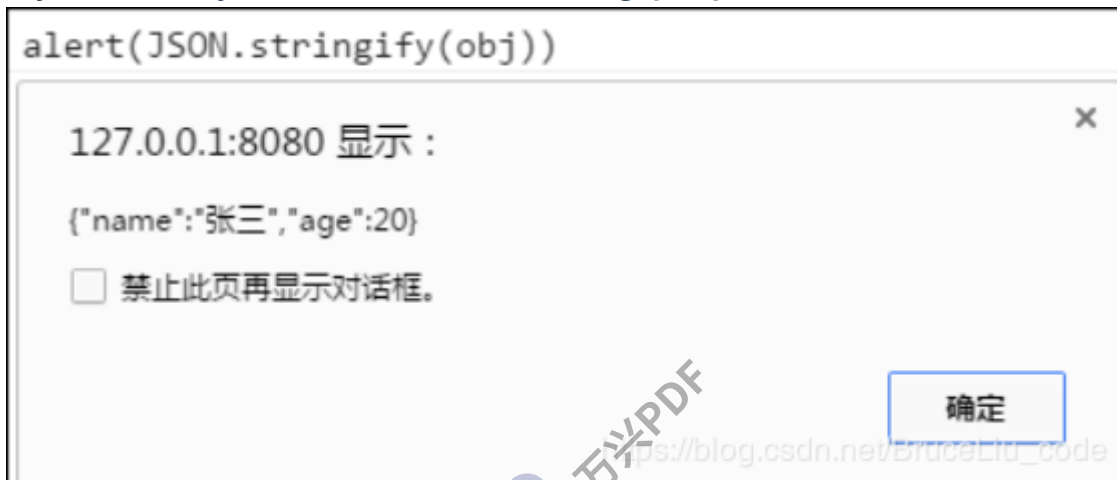 alert(JSON.stringify(obj))
×
127.0.0.1:8080 显示：
{"name":"张三","age":20}
禁止此页再显示对话框。
确定
万兴PDF
https://blog.csdn.net/BruceLiu_code